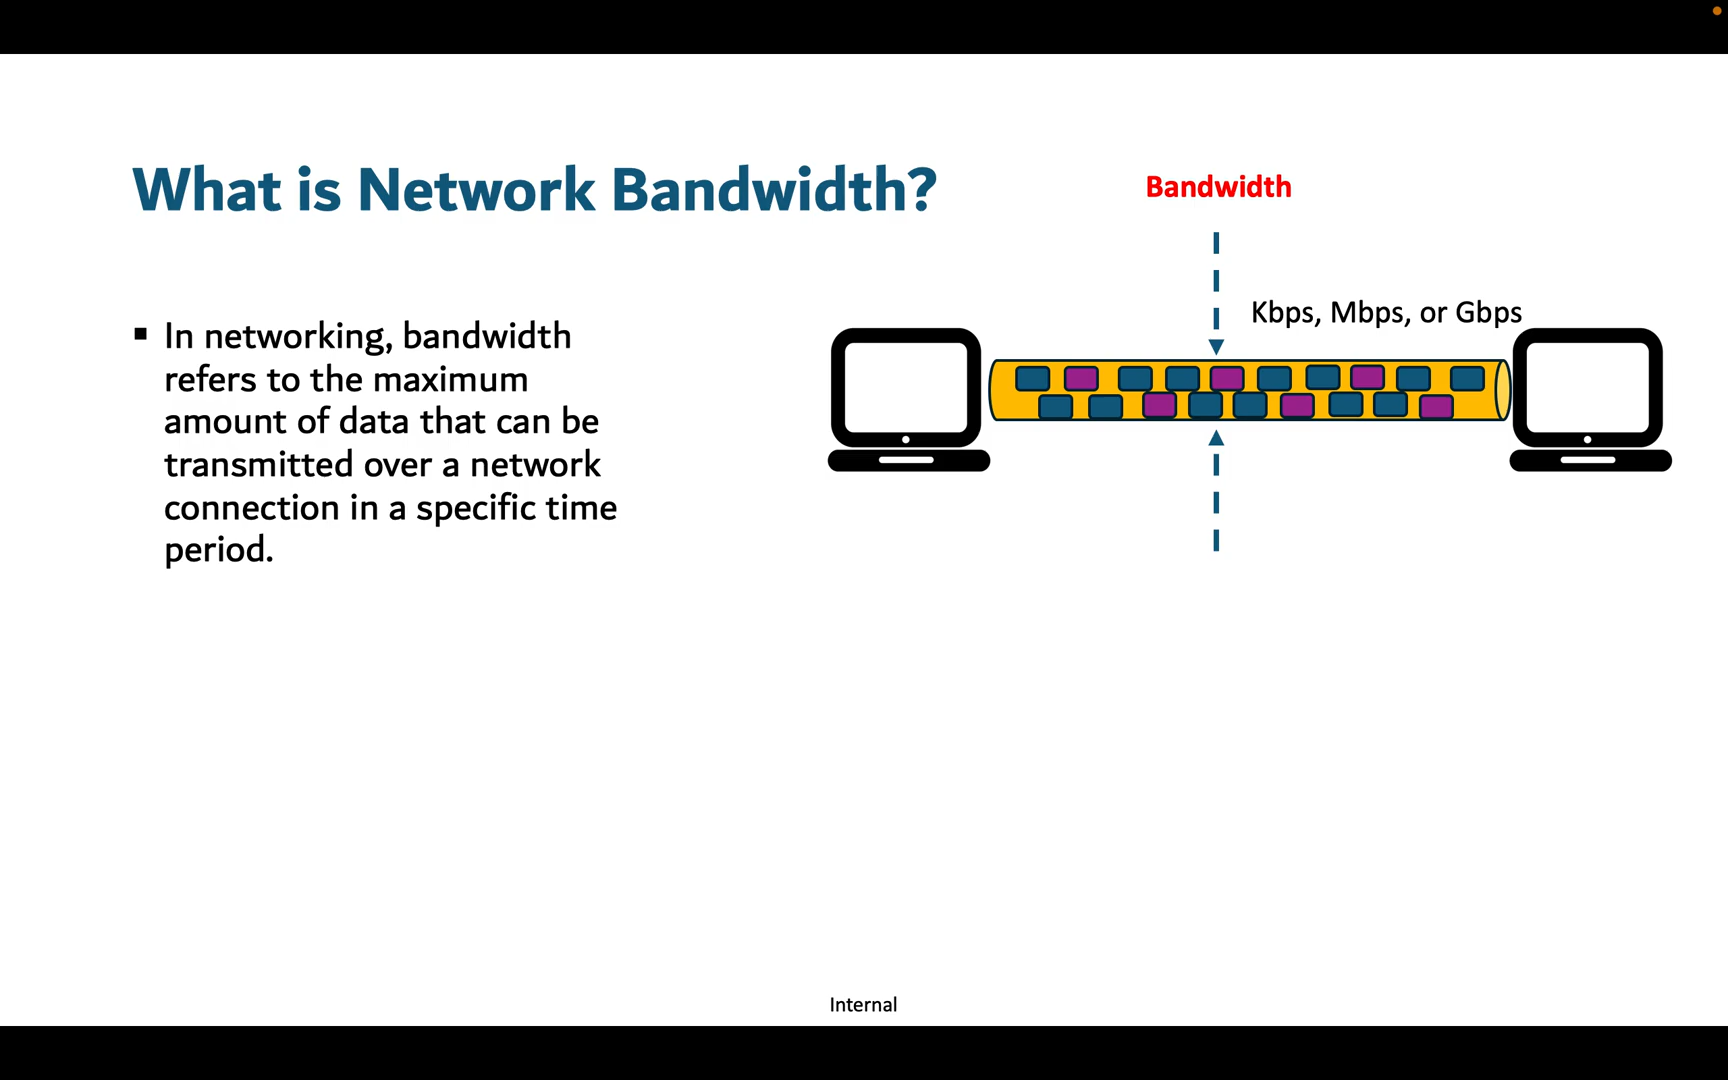 What is Network Bandwidth?
Bandwidth
Kbps, Mbps, or Gbps
▪ In networking, bandwidth
refers to the maximum
amount of data that can be
transmitted over a network
connection in a specific time
period.
Internal